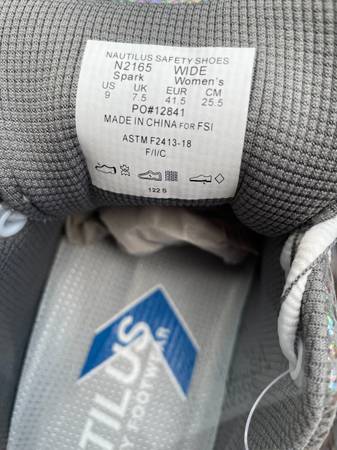 NAUTILUS SAFETY SHOES
N2165 WIDE
Spark Women's
US UK EUR CM
9 7.5 41.5 25.5
PO#12841
MADE IN CHINA FOR FSI
ASTM F2413-18
F/I/C
122 S